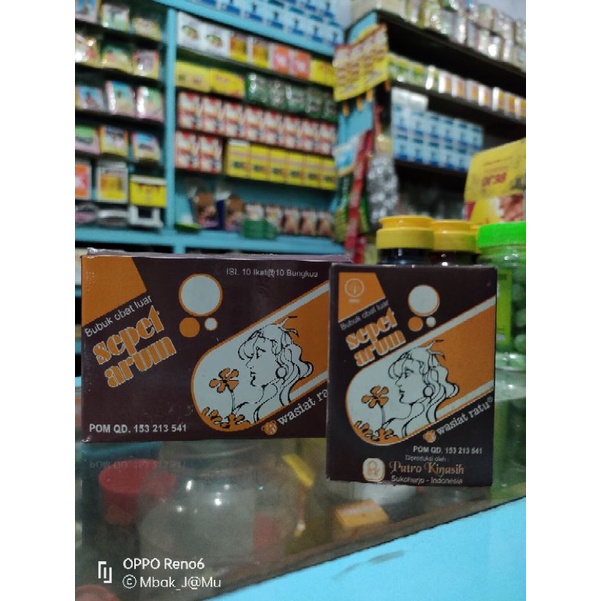 ISI. 10 Ikat@10 Bungkus
Bubuk obat luar
sepet
arum
wasiat ratu
POM QD. 153 213 541
Bubuk obat luar
sepet
arum
wasiat ratu®
POM QD. 153 213 541
Diproduksi oleh
Putro Kinasih
Sukoharjo - Indonesia
OPPO Reno6
© Mbak_J@Mu